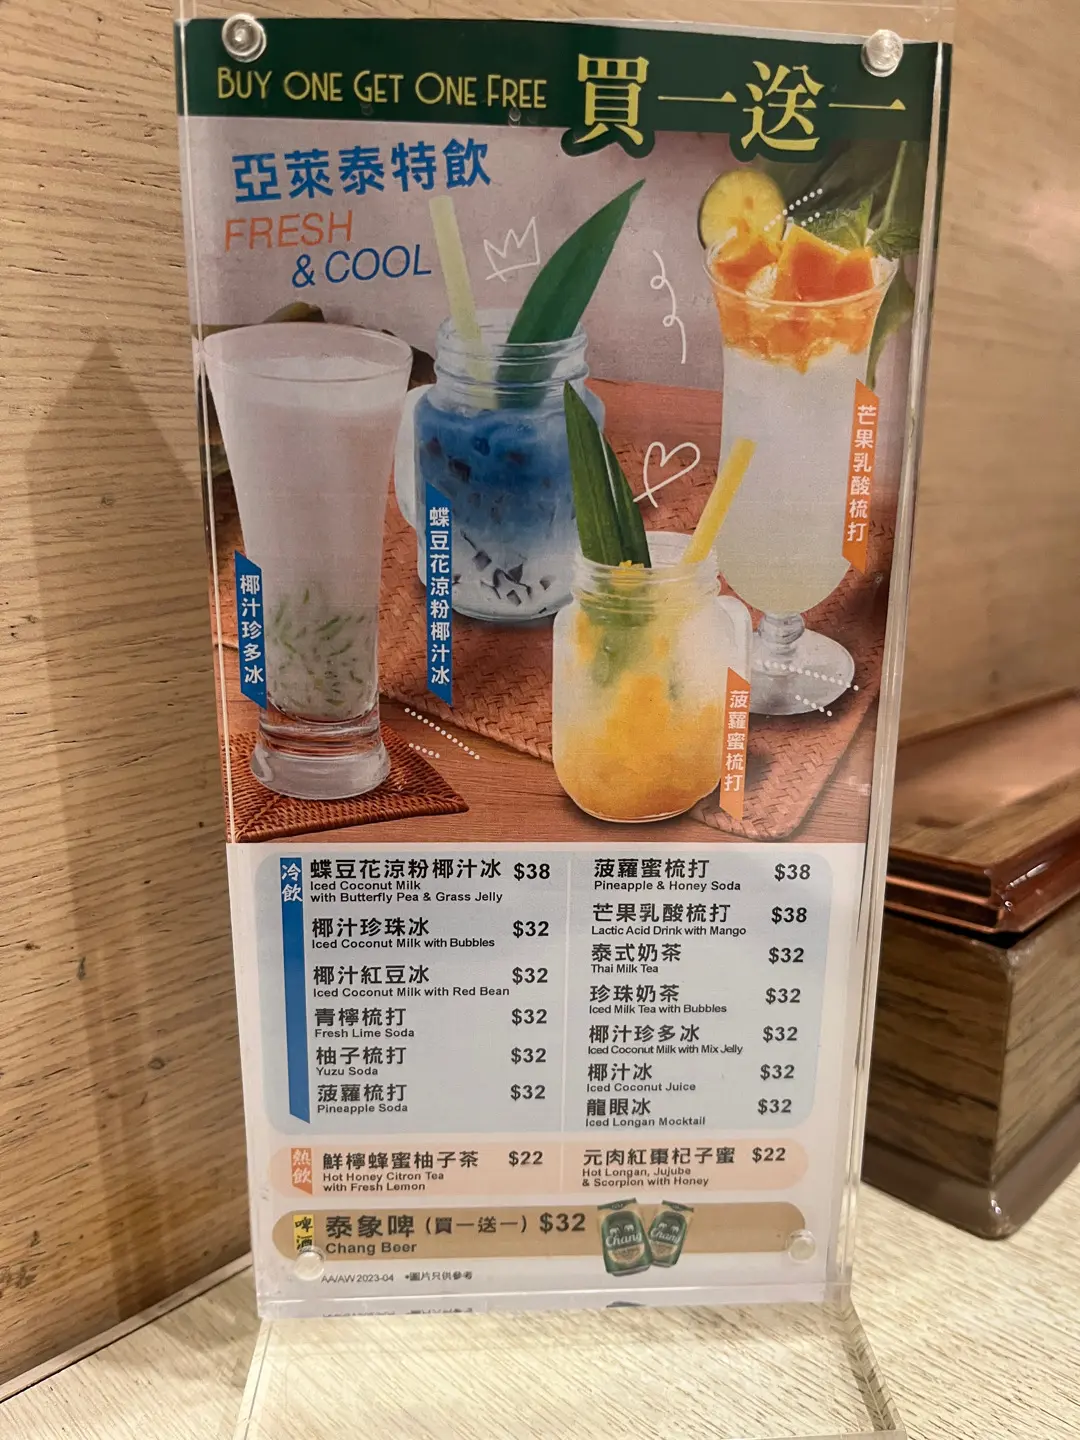 BUY ONE GET ONE FREE 買一送一
亞萊泰特飲
FRESH
& COOL
椰汁珍多冰
蝶豆花涼粉椰汁冰
芒果乳酸梳打
菠蘿蜜梳打
冷飲
蝶豆花涼粉椰汁冰 $38
Iced Coconut Milk
with Butterfly Pea & Grass Jelly
椰汁珍珠冰 $32
Iced Coconut Milk with Bubbles
椰汁紅豆冰 $32
Iced Coconut Milk with Red Bean
青檸梳打 $32
Fresh Lime Soda
柚子梳打 $32
Yuzu Soda
菠蘿梳打 $32
Pineapple Soda
菠蘿蜜梳打 $38
Pineapple & Honey Soda
芒果乳酸梳打 $38
Lactic Acid Drink with Mango
泰式奶茶 $32
Thai Milk Tea
珍珠奶茶 $32
Iced Milk Tea with Bubbles
椰汁珍多冰 $32
Iced Coconut Milk with Mix Jelly
椰汁冰 $32
Iced Coconut Juice
龍眼冰 $32
Iced Longan Mocktail
熱飲
鮮檸蜂蜜柚子茶 $22
Hot Honey Citron Tea
with Fresh Lemon
元肉紅棗杞子蜜 $22
Hot Longan, Jujube
& Scorpion with Honey
啤酒
泰象啤 (買一送一) $32
Chang Beer
Chang
Chang
AA/AW 2023-04 *圖片只供參考